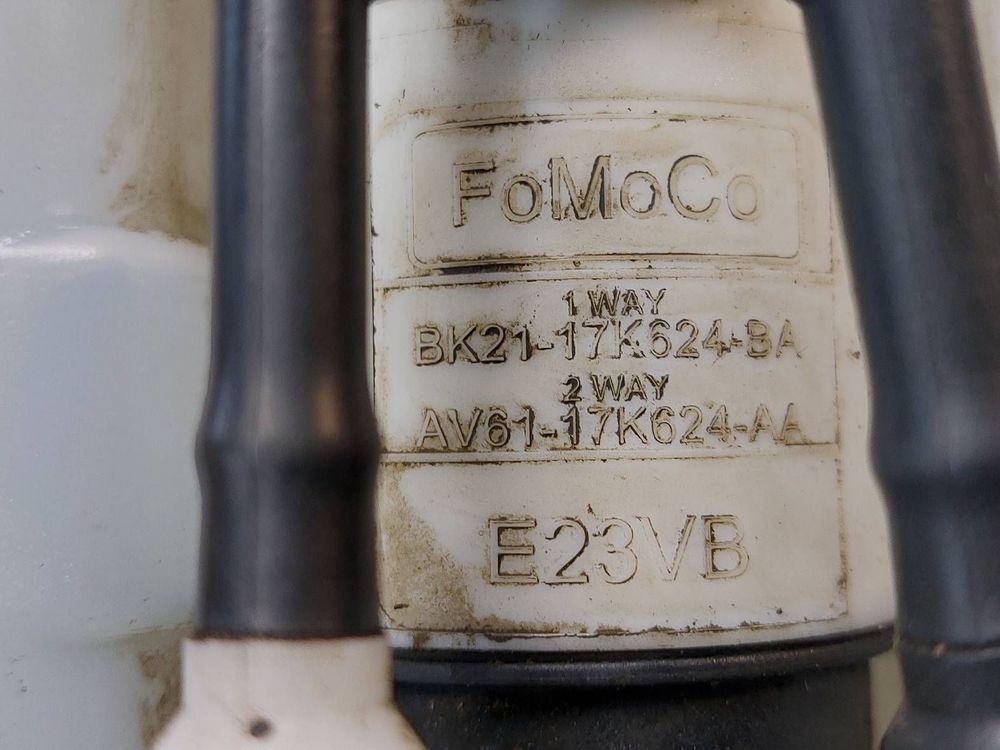 FoMoCo
1 WAY
BK21-17K624-BA
2 WAY
AV61-17K624-AA
E23VB